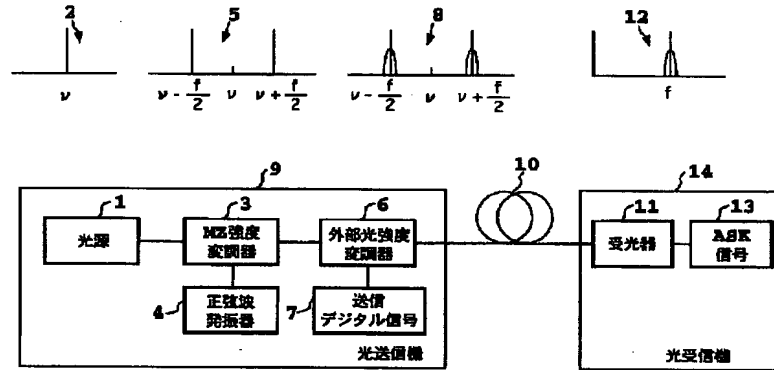 2
5
8
12
ν
ν - f/2
ν
ν + f/2
ν - f/2
ν
ν + f/2
f
9
10
14
1
3
6
11
13
光源
MZ強度
変調器
外部光強度
変調器
受光器
ASK
信号
4
正弦波
発振器
7
送信
デジタル信号
光送信機
光受信機